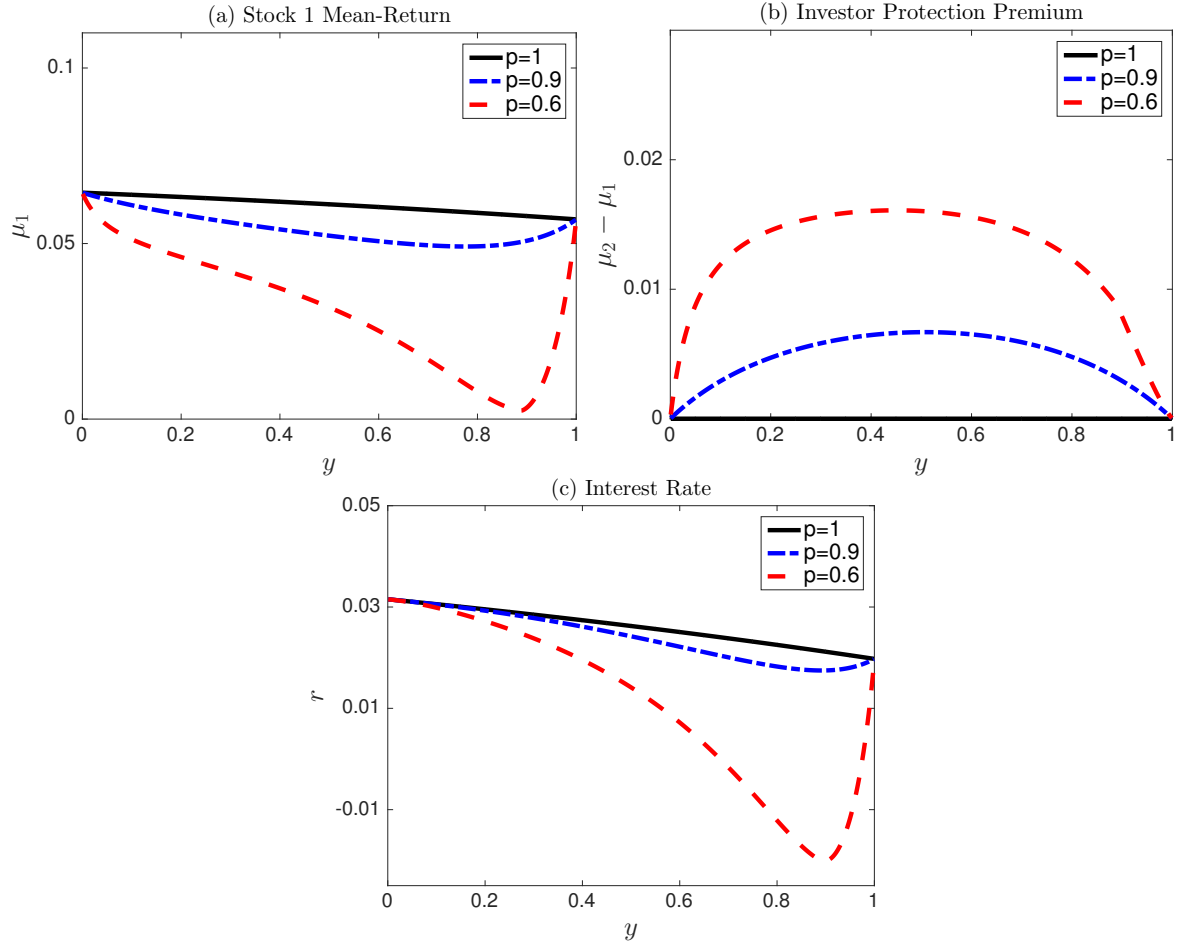 (a) Stock 1 Mean-Return
p=1
p=0.9
p=0.6
0.1
0.05
0
μ₁
0
0.2
0.4
0.6
0.8
1
y
(b) Investor Protection Premium
p=1
p=0.9
p=0.6
0.02
0.01
0
μ₂ − μ₁
0
0.2
0.4
0.6
0.8
1
y
(c) Interest Rate
p=1
p=0.9
p=0.6
0.05
0.03
0.01
-0.01
r
0
0.2
0.4
0.6
0.8
1
y